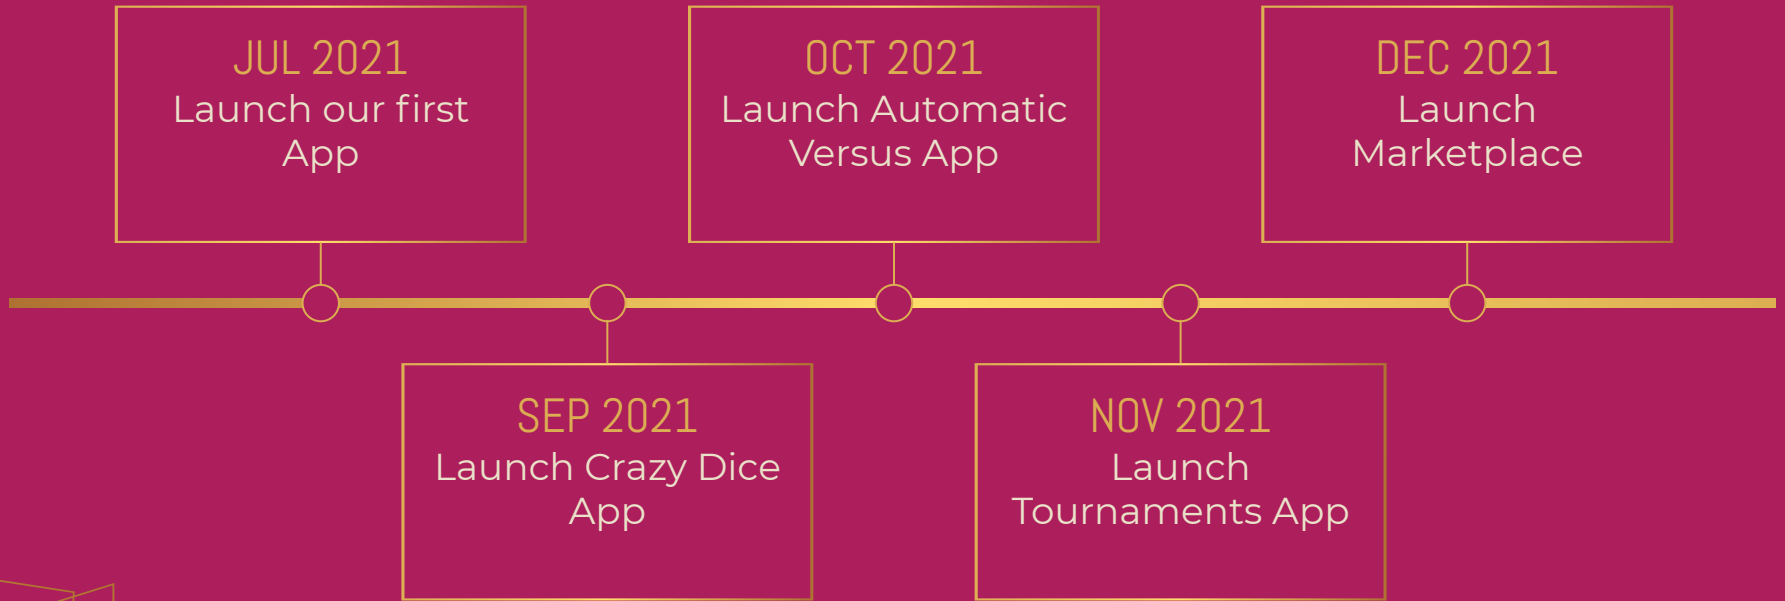 JUL 2021
Launch our first
App
SEP 2021
Launch Crazy Dice
App
OCT 2021
Launch Automatic
Versus App
NOV 2021
Launch
Tournaments App
DEC 2021
Launch
Marketplace